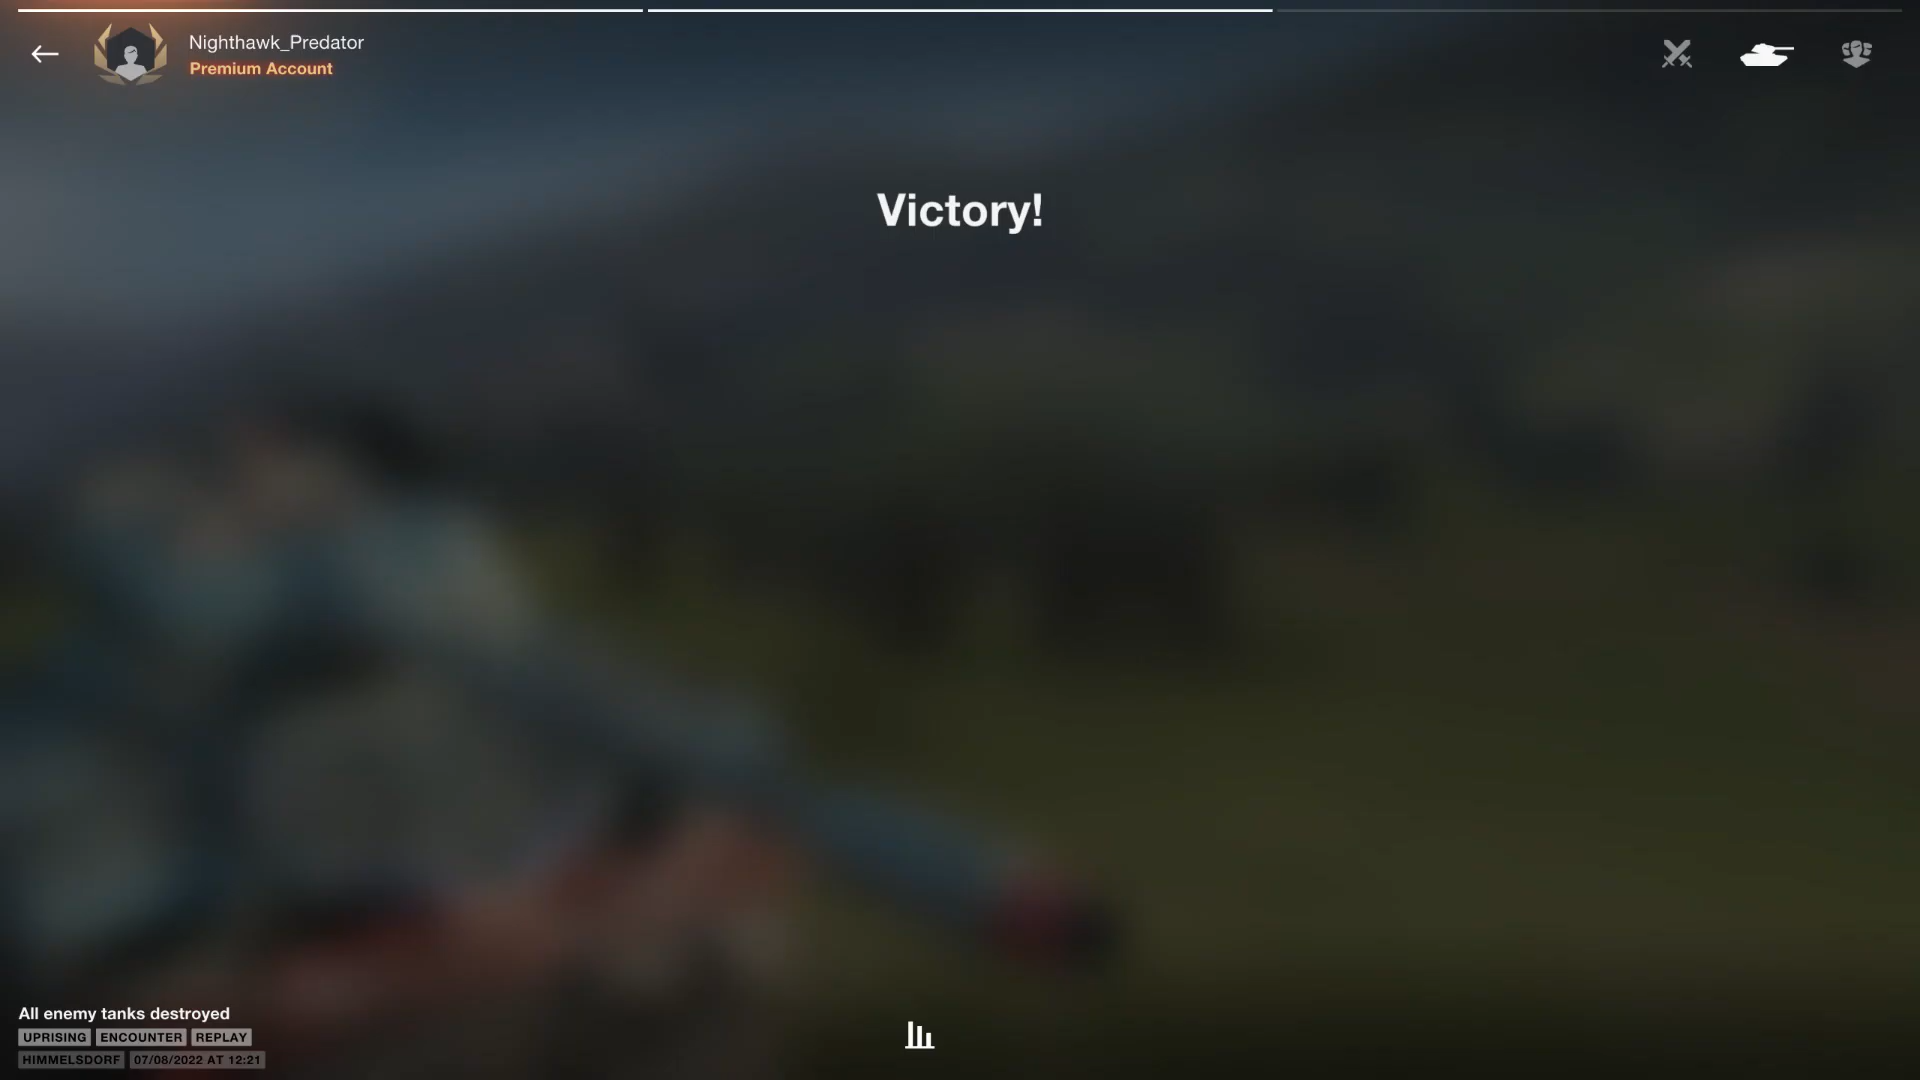 Nighthawk_Predator
Premium Account
Victory!
All enemy tanks destroyed
UPRISING ENCOUNTER REPLAY
HIMMELSDORF 07/08/2022 AT 12:21